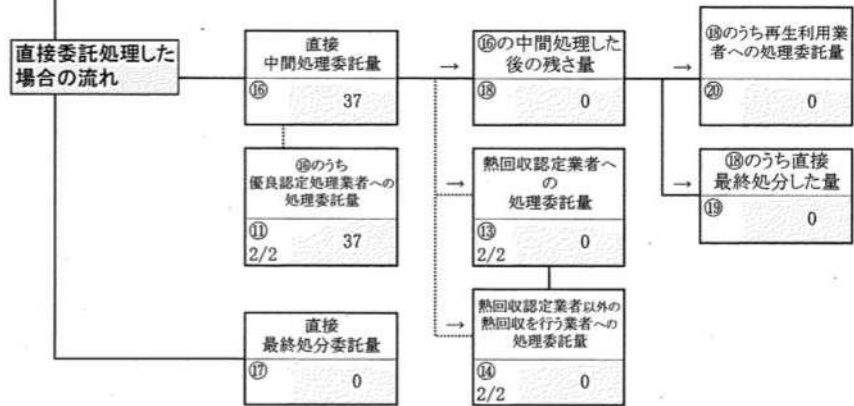 直接委託処理した
場合の流れ
直接
中間処理委託量
⑯
37
→
⑯の中間処理した
後の残さ量
⑱
0
→
⑱のうち再生利用業
者への処理委託量
⑳
0
⑯のうち
優良認定処理業者への
処理委託量
⑪
2/2
37
→
熱回収認定業者へ
の
処理委託量
⑬
2/2
0
→
⑱のうち直接
最終処分した量
⑲
0
直接
最終処分委託量
⑰
0
→
熱回収認定業者以外の
熱回収を行う業者への
処理委託量
⑭
2/2
0